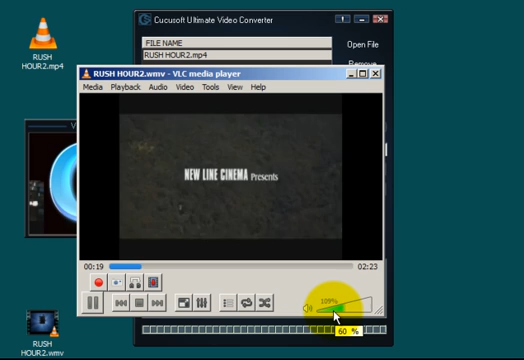 Cucusoft Ultimate Video Converter
FILE NAME
Open File
RUSH HOUR2.mp4
RUSH
HOUR2.mp4
Remove
RUSH HOUR2.wmv - VLC media player
Media Playback Audio Video Tools View Help
NEW LINE CINEMA Presents
00:19
02:23
109%
60 %
RUSH
HOUR2.wmv